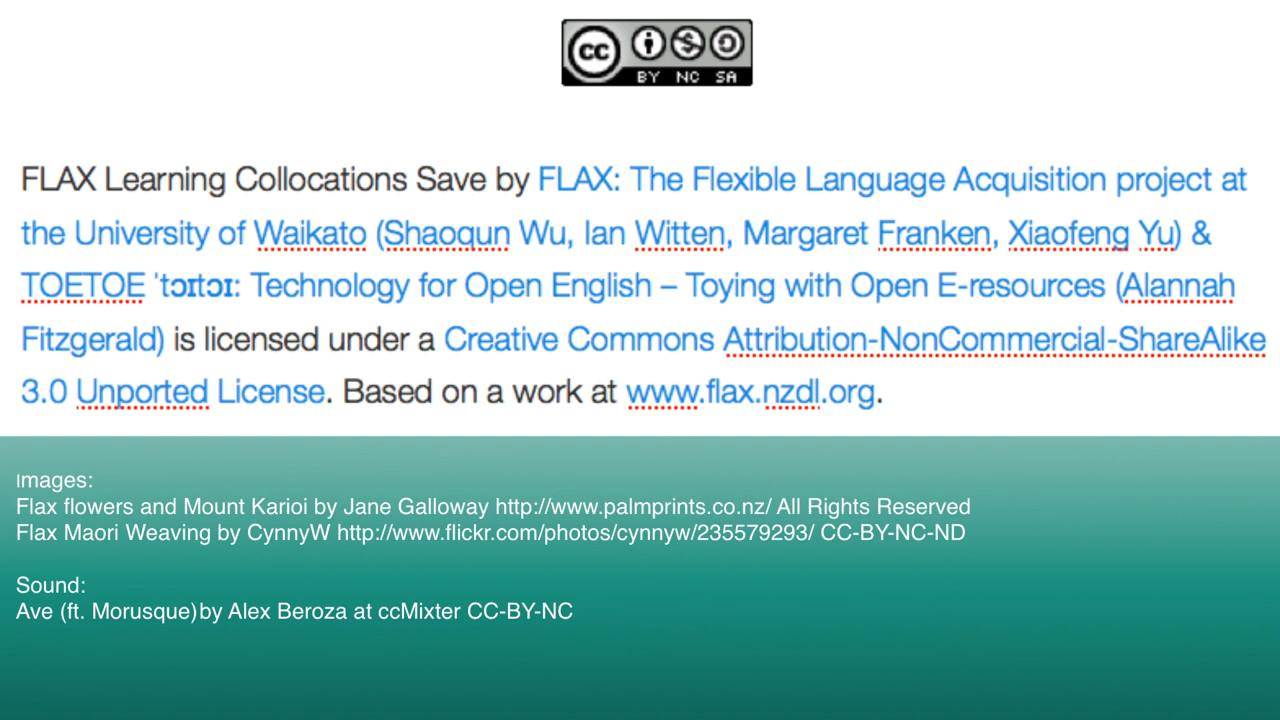 CC BY NC SA
FLAX Learning Collocations Save by FLAX: The Flexible Language Acquisition project at
the University of Waikato (Shaoqun Wu, Ian Witten, Margaret Franken, Xiaofeng Yu) &
TOETOE 'tɔɪtɔɪ: Technology for Open English – Toying with Open E-resources (Alannah
Fitzgerald) is licensed under a Creative Commons Attribution-NonCommercial-ShareAlike
3.0 Unported License. Based on a work at www.flax.nzdl.org.
Images:
Flax flowers and Mount Karioi by Jane Galloway http://www.palmprints.co.nz/ All Rights Reserved
Flax Maori Weaving by CynnyW http://www.flickr.com/photos/cynnyw/235579293/ CC-BY-NC-ND
Sound:
Ave (ft. Morusque)by Alex Beroza at ccMixter CC-BY-NC